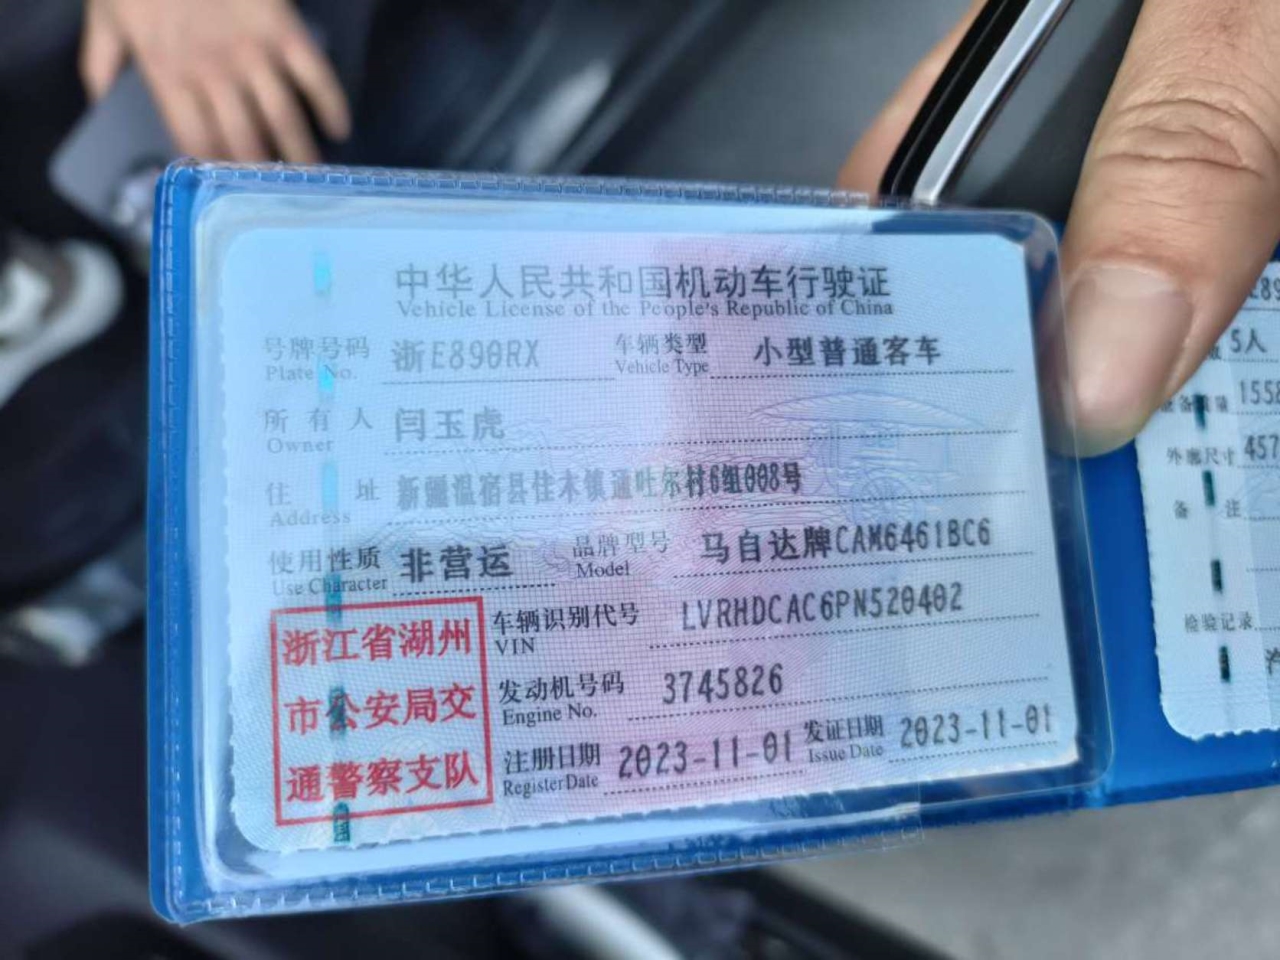 中华人民共和国机动车行驶证
Vehicle License of the People's Republic of China
号牌号码 浙E890RX 车辆类型 小型普通客车
Plate No. Vehicle Type
所有人 闫玉虎
Owner
住址 新疆温宿县佳木镇通吐尔村6组008号
Address
使用性质 非营运 品牌型号 马自达牌CAM6461BC6
Use Character Model
浙江省湖州
市公安局交
通警察支队
车辆识别代号 LVRHDCAC6PN520402
VIN
发动机号码 3745826
Engine No.
注册日期 2023-11-01 发证日期 2023-11-01
Register Date Issue Date
5人
1558
外廓尺寸 457
备注
检验记录